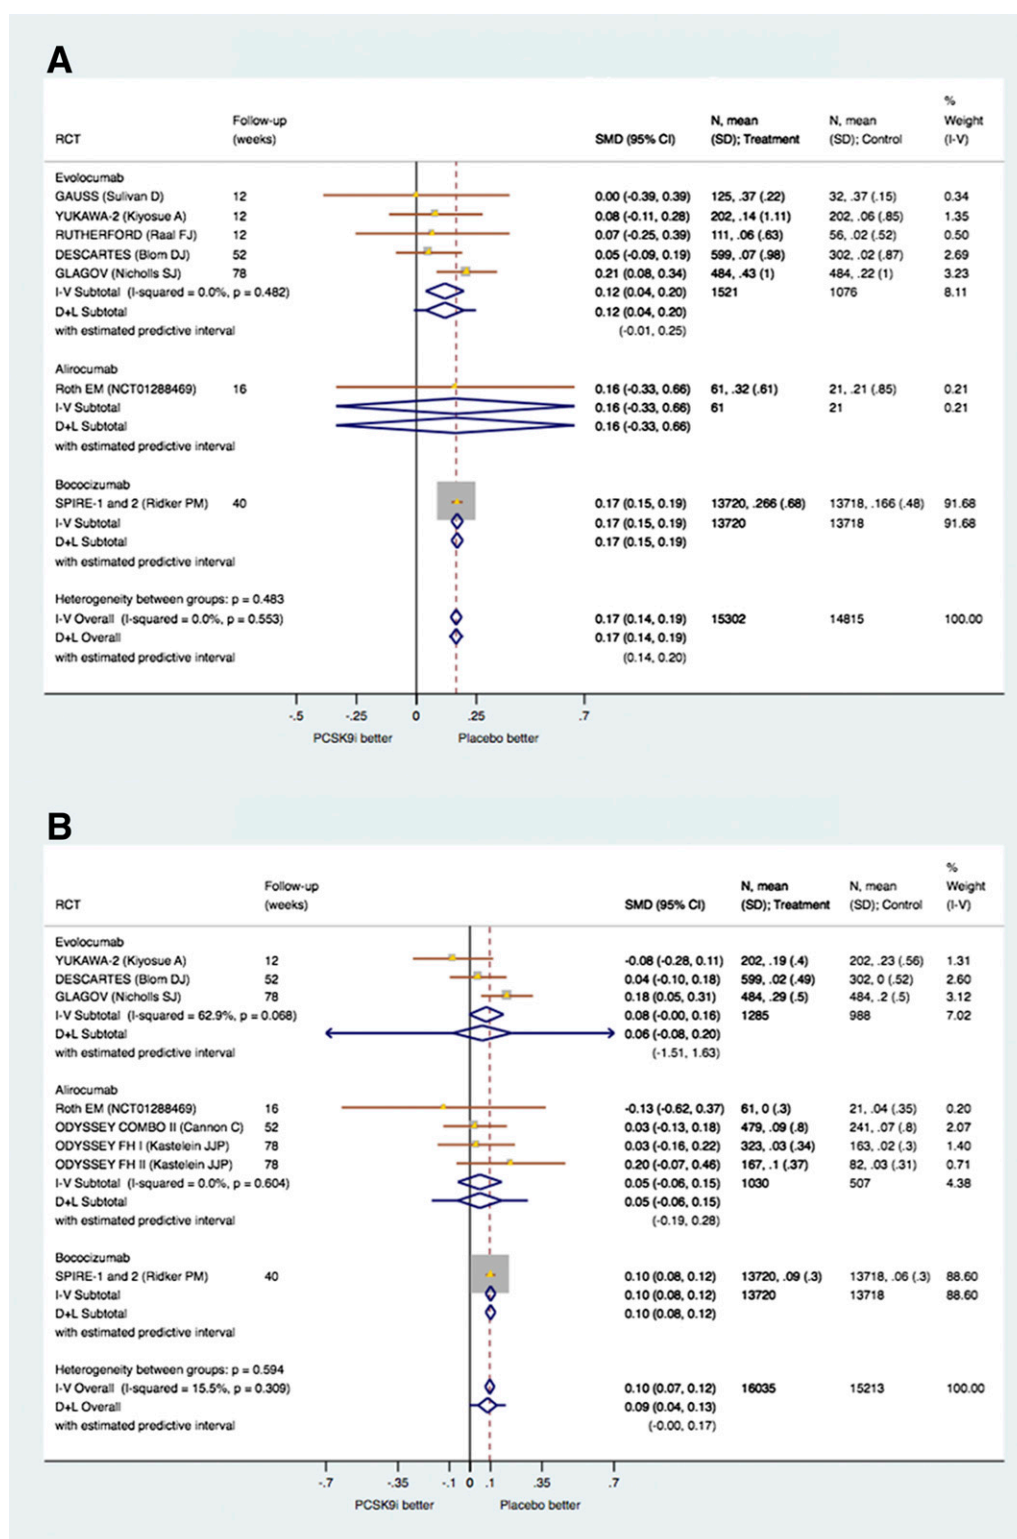 A
RCT Follow-up (weeks) SMD (95% CI) N, mean (SD); Treatment N, mean (SD); Control % Weight (I-V)
Evolocumab
GAUSS (Sulivan D) 12 0.00 (-0.39, 0.39) 125, .37 (.22) 32, .37 (.15) 0.34
YUKAWA-2 (Kiyosue A) 12 0.08 (-0.11, 0.28) 202, .14 (1.11) 202, .06 (.85) 1.35
RUTHERFORD (Raal FJ) 12 0.07 (-0.25, 0.39) 111, .06 (.63) 56, .02 (.52) 0.50
DESCARTES (Blom DJ) 52 0.05 (-0.09, 0.19) 599, .07 (.98) 302, .02 (.87) 2.69
GLAGOV (Nicholls SJ) 78 0.21 (0.08, 0.34) 484, .43 (1) 484, .22 (1) 3.23
I-V Subtotal (I-squared = 0.0%, p = 0.482) 0.12 (0.04, 0.20) 1521 1076 8.11
D+L Subtotal 0.12 (0.04, 0.20)
with estimated predictive interval (-0.01, 0.25)
Alirocumab
Roth EM (NCT01288469) 16 0.16 (-0.33, 0.66) 61, .32 (.61) 21, .21 (.85) 0.21
I-V Subtotal 0.16 (-0.33, 0.66) 61 21 0.21
D+L Subtotal 0.16 (-0.33, 0.66)
with estimated predictive interval
Bococizumab
SPIRE-1 and 2 (Ridker PM) 40 0.17 (0.15, 0.19) 13720, .266 (.68) 13718, .166 (.48) 91.68
I-V Subtotal 0.17 (0.15, 0.19) 13720 13718 91.68
D+L Subtotal 0.17 (0.15, 0.19)
with estimated predictive interval
Heterogeneity between groups: p = 0.483
I-V Overall (I-squared = 0.0%, p = 0.553) 0.17 (0.14, 0.19) 15302 14815 100.00
D+L Overall 0.17 (0.14, 0.19)
with estimated predictive interval (0.14, 0.20)
-.5 -.25 0 .25 .7
PCSK9i better Placebo better
B
RCT Follow-up (weeks) SMD (95% CI) N, mean (SD); Treatment N, mean (SD); Control % Weight (I-V)
Evolocumab
YUKAWA-2 (Kiyosue A) 12 -0.08 (-0.28, 0.11) 202, .19 (.4) 202, .23 (.56) 1.31
DESCARTES (Blom DJ) 52 0.04 (-0.10, 0.18) 599, .02 (.49) 302, 0 (.52) 2.60
GLAGOV (Nicholls SJ) 78 0.18 (0.05, 0.31) 484, .29 (.5) 484, .2 (.5) 3.12
I-V Subtotal (I-squared = 62.9%, p = 0.068) 0.08 (-0.00, 0.16) 1285 988 7.02
D+L Subtotal 0.06 (-0.08, 0.20)
with estimated predictive interval (-1.51, 1.63)
Alirocumab
Roth EM (NCT01288469) 16 -0.13 (-0.62, 0.37) 61, 0 (.3) 21, .04 (.35) 0.20
ODYSSEY COMBO II (Cannon C) 52 0.03 (-0.13, 0.18) 479, .09 (.8) 241, .07 (.8) 2.07
ODYSSEY FH I (Kastelein JJP) 78 0.03 (-0.16, 0.22) 323, .03 (.34) 163, .02 (.3) 1.40
ODYSSEY FH II (Kastelein JJP) 78 0.20 (-0.07, 0.46) 167, .1 (.37) 82, .03 (.31) 0.71
I-V Subtotal (I-squared = 0.0%, p = 0.604) 0.05 (-0.06, 0.15) 1030 507 4.38
D+L Subtotal 0.05 (-0.06, 0.15)
with estimated predictive interval (-0.19, 0.28)
Bococizumab
SPIRE-1 and 2 (Ridker PM) 40 0.10 (0.08, 0.12) 13720, .09 (.3) 13718, .06 (.3) 88.60
I-V Subtotal 0.10 (0.08, 0.12) 13720 13718 88.60
D+L Subtotal 0.10 (0.08, 0.12)
with estimated predictive interval
Heterogeneity between groups: p = 0.594
I-V Overall (I-squared = 15.5%, p = 0.309) 0.10 (0.07, 0.12) 16035 15213 100.00
D+L Overall 0.09 (0.04, 0.13)
with estimated predictive interval (-0.00, 0.17)
-.7 -.35 -.1 0 .1 .35 .7
PCSK9i better Placebo better